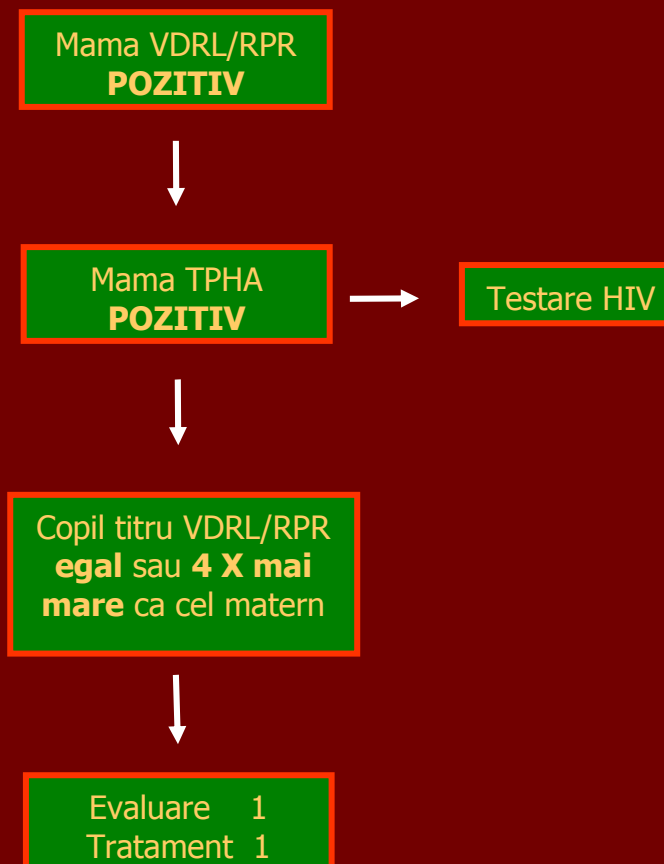 Mama VDRL/RPR
POZITIV
Mama TPHA
POZITIV
Testare HIV
Copil titru VDRL/RPR
egal sau 4 X mai
mare ca cel matern
Evaluare 1
Tratament 1